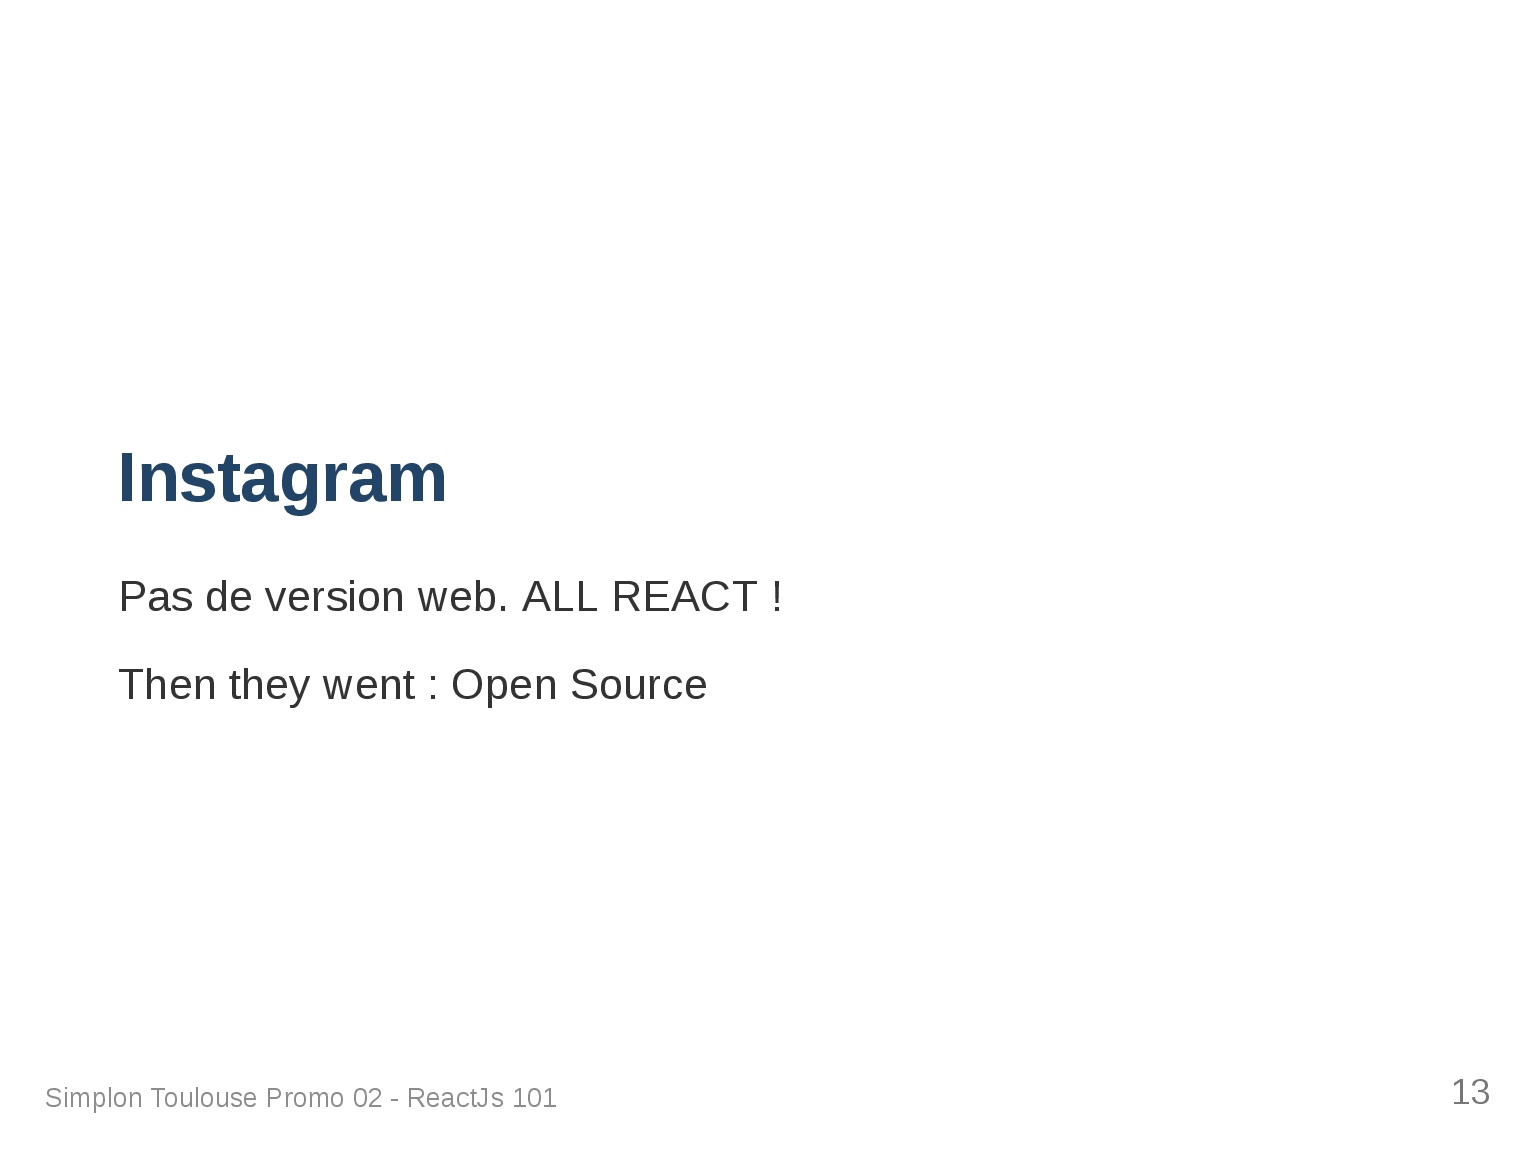 Instagram
Pas de version web. ALL REACT !
Then they went : Open Source
Simplon Toulouse Promo 02 - ReactJs 101
13